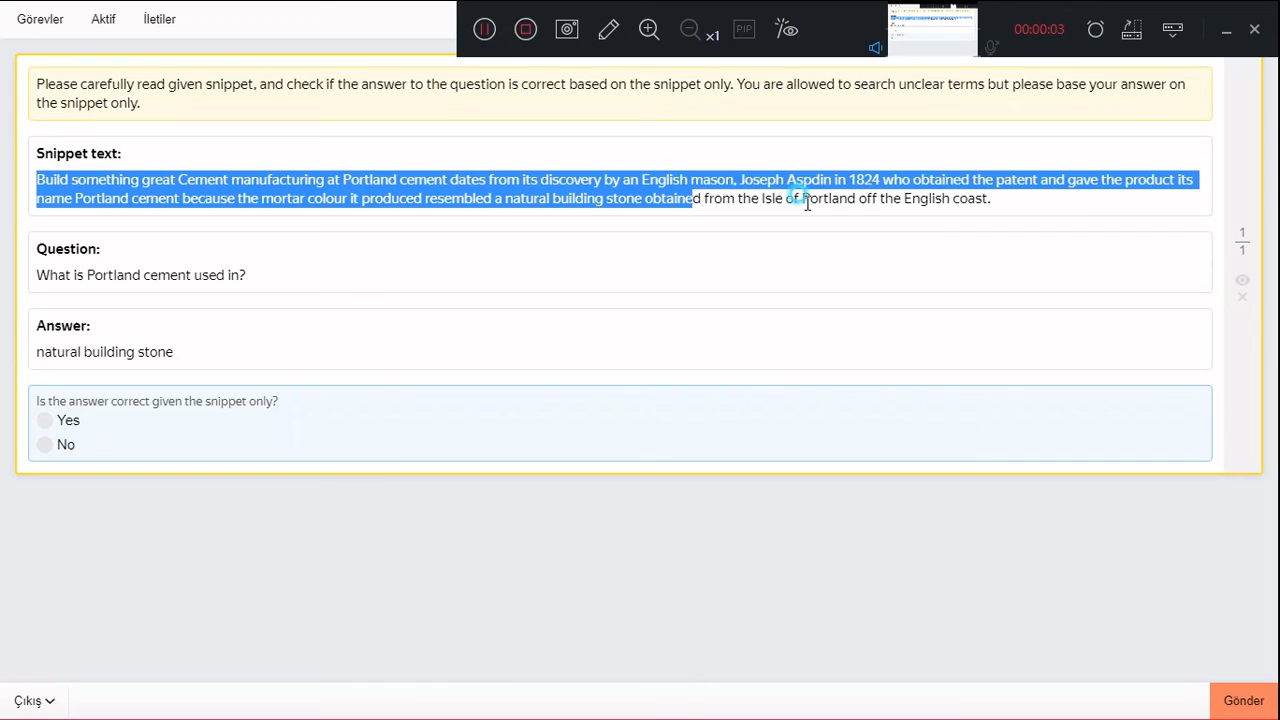 Görevler Aktif İletiler
x1 PIP 00:00:03
Please carefully read given snippet, and check if the answer to the question is correct based on the snippet only. You are allowed to search unclear terms but please base your answer on
the snippet only.
Snippet text:
Build something great Cement manufacturing at Portland cement dates from its discovery by an English mason, Joseph Aspdin in 1824 who obtained the patent and gave the product its
name Portland cement because the mortar colour it produced resembled a natural building stone obtained from the Isle of Portland off the English coast.
1
1
Question:
What is Portland cement used in?
Answer:
natural building stone
Is the answer correct given the snippet only?
Yes
No
Çıkış Gönder